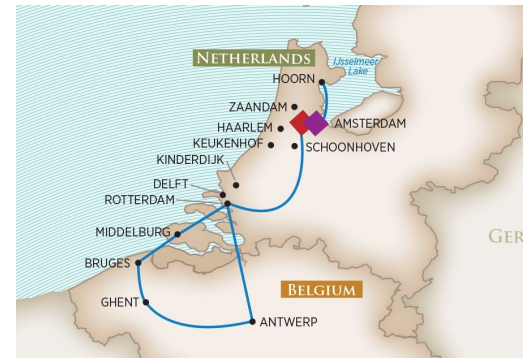 NETHERLANDS
IJsselmeer
Lake
HOORN
ZAANDAM
HAARLEM
AMSTERDAM
KEUKENHOF
SCHOONHOVEN
KINDERDIJK
DELFT
ROTTERDAM
MIDDELBURG
GER
BRUGES
BELGIUM
GHENT
ANTWERP